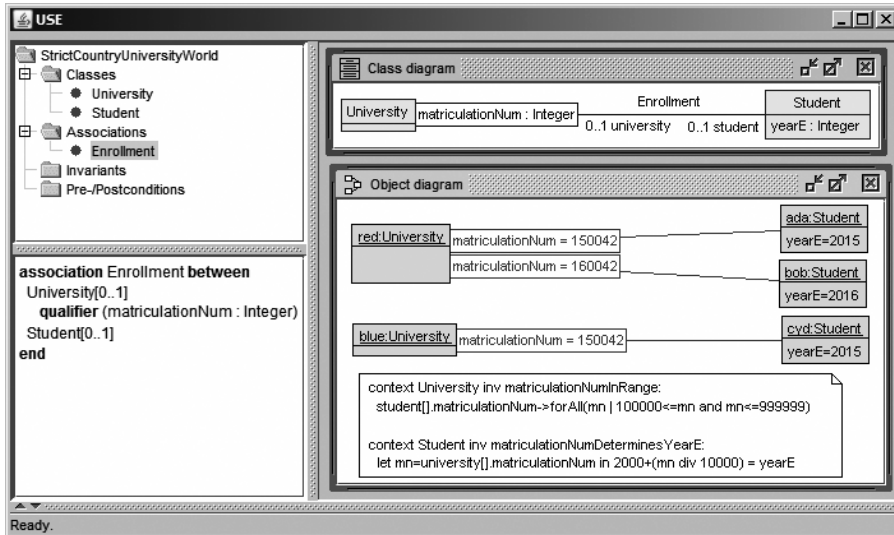 USE
StrictCountryUniversityWorld
Classes
University
Student
Associations
Enrollment
Invariants
Pre-/Postconditions
association Enrollment between
University[0..1]
qualifier (matriculationNum : Integer)
Student[0..1]
end
Class diagram
University
matriculationNum : Integer
Enrollment
0..1 university
0..1 student
Student
yearE : Integer
Object diagram
red:University
matriculationNum = 150042
matriculationNum = 160042
ada:Student
yearE=2015
bob:Student
yearE=2016
blue:University
matriculationNum = 150042
cyd:Student
yearE=2015
context University inv matriculationNumInRange:
student[].matriculationNum->forAll(mn | 100000<=mn and mn<=999999)
context Student inv matriculationNumDeterminesYearE:
let mn=university[].matriculationNum in 2000+(mn div 10000) = yearE
Ready.